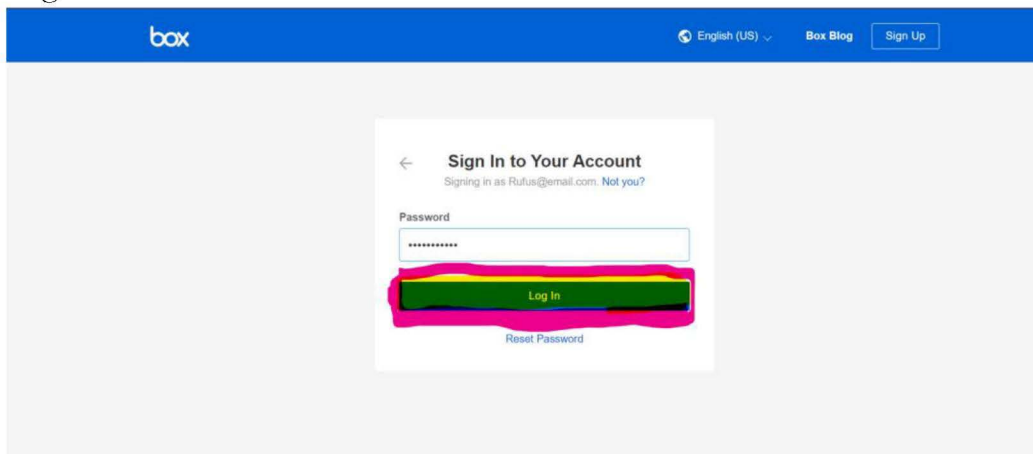 box
English (US)
Box Blog
Sign Up
Sign In to Your Account
Signing in as Rufus@email.com. Not you?
Password
•••••••••••
Log In
Reset Password